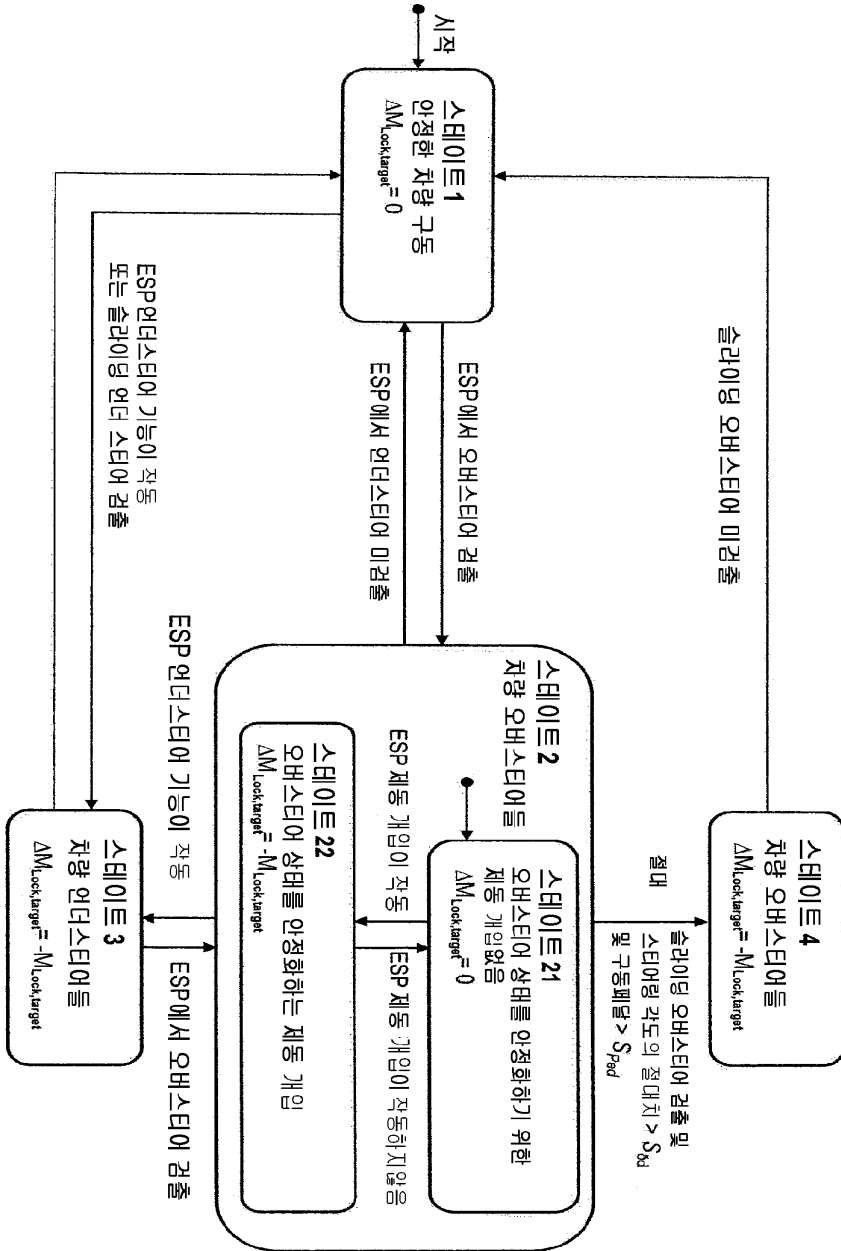 시작
스테이트 1
안정한 차량 구동
ΔM_Lock,target = 0
슬라이딩 오버스티어 미검출
ESP에서 오버스티어 검출
ESP에서 언더스티어 미검출
ESP 언더스티어 기능이 작동
또는 슬라이딩 언더 스티어 검출
스테이트 2
차량 오버스티어들
스테이트 21
오버스티어 상태를 안정화하기 위한
제동 개입없음
ΔM_Lock,target = 0
ESP 제동 개입이 작동
ESP 제동 개입이 작동하지않음
스테이트 22
오버스티어 상태를 안정화하는 제동 개입
ΔM_Lock,target = -M_Lock,target
절대
슬라이딩 오버스티어 검출 및
스티어링 각도의 절대치 > S_δd
및 구동페달 > S_Ped
스테이트 4
차량 오버스티어들
ΔM_Lock,target = -M_Lock,target
ESP 언더스티어 기능이 작동
ESP에서 오버스티어 검출
스테이트 3
차량 언더스티어들
ΔM_Lock,target = -M_Lock,target